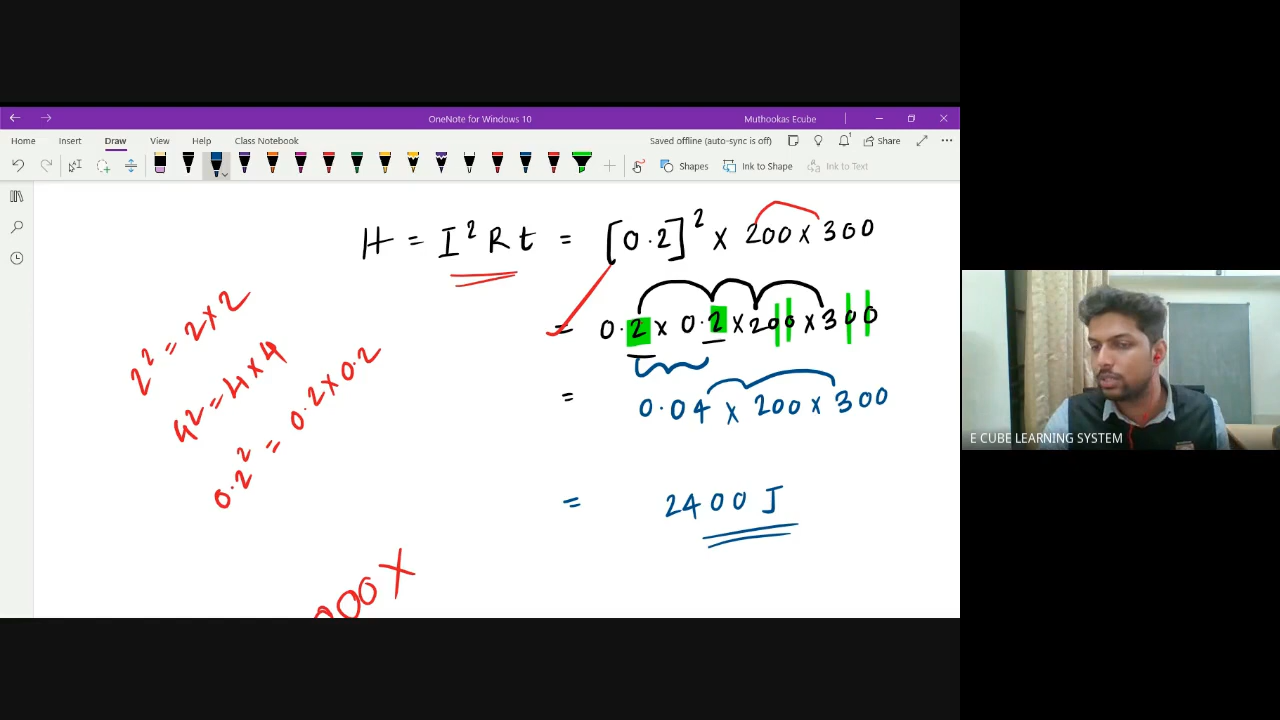 OneNote for Windows 10
Muthookas Ecube
Home Insert Draw View Help Class Notebook
Saved offline (auto-sync is off)
Share
Shapes Ink to Shape Ink to Text
H = I² R t = [0.2]² x 200 x 300
= 0.2 x 0.2 x 200 x 300
= 0.04 x 200 x 300
= 2400 J
2² = 2 x 2
4² = 4 x 4
0.2² = 0.2 x 0.2
E CUBE LEARNING SYSTEM